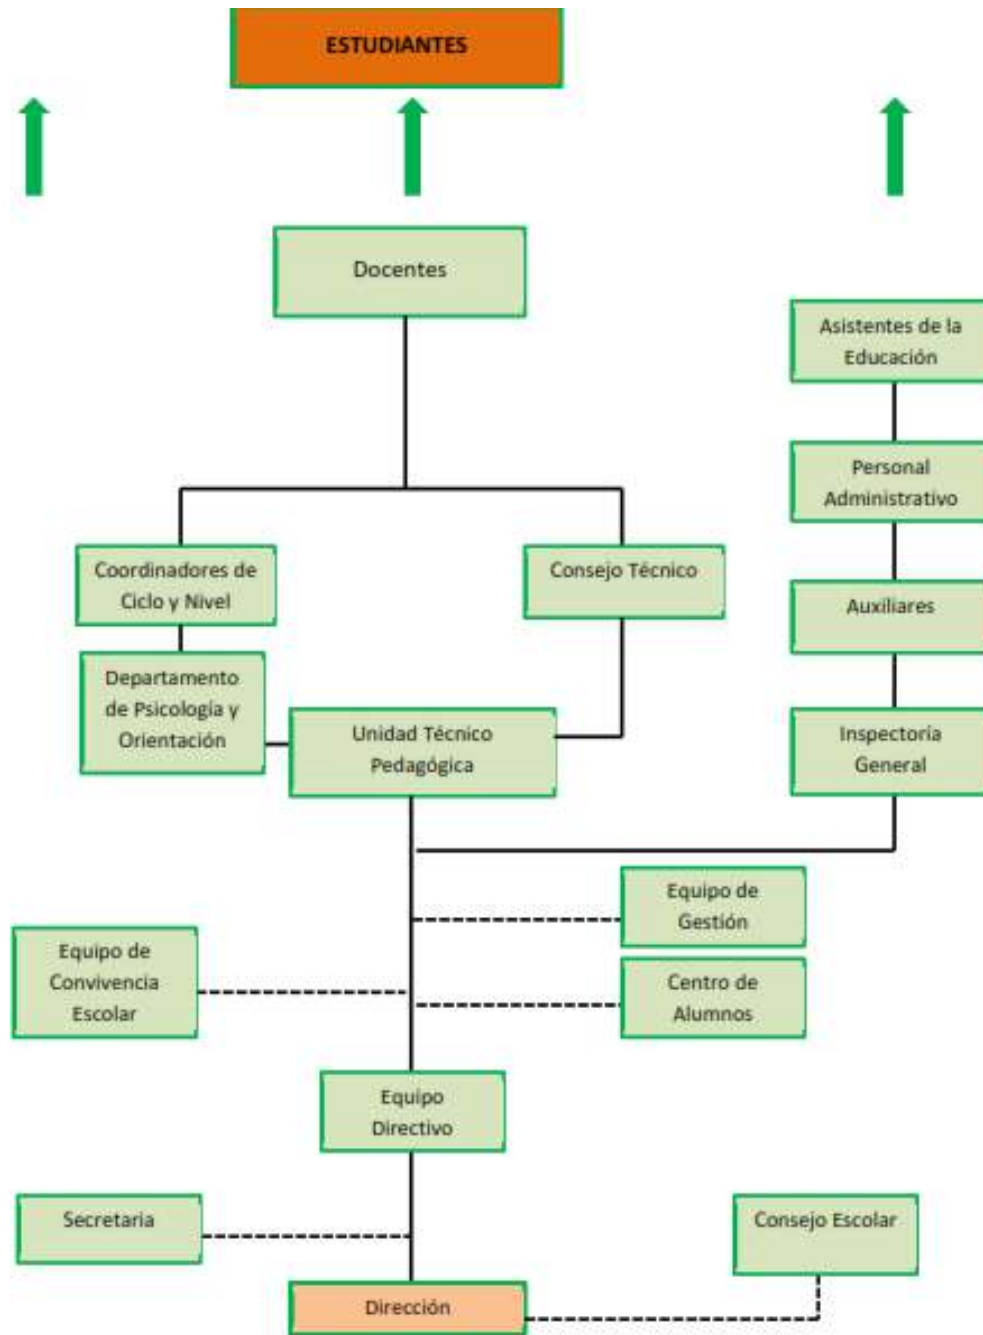 ESTUDIANTES
Docentes
Asistentes de la
Educación
Personal
Administrativo
Coordinadores de
Ciclo y Nivel
Consejo Técnico
Auxiliares
Departamento
de Psicología y
Orientación
Unidad Técnico
Pedagógica
Inspectoría
General
Equipo de
Gestión
Equipo de
Convivencia
Escolar
Centro de
Alumnos
Equipo
Directivo
Secretaria
Consejo Escolar
Dirección